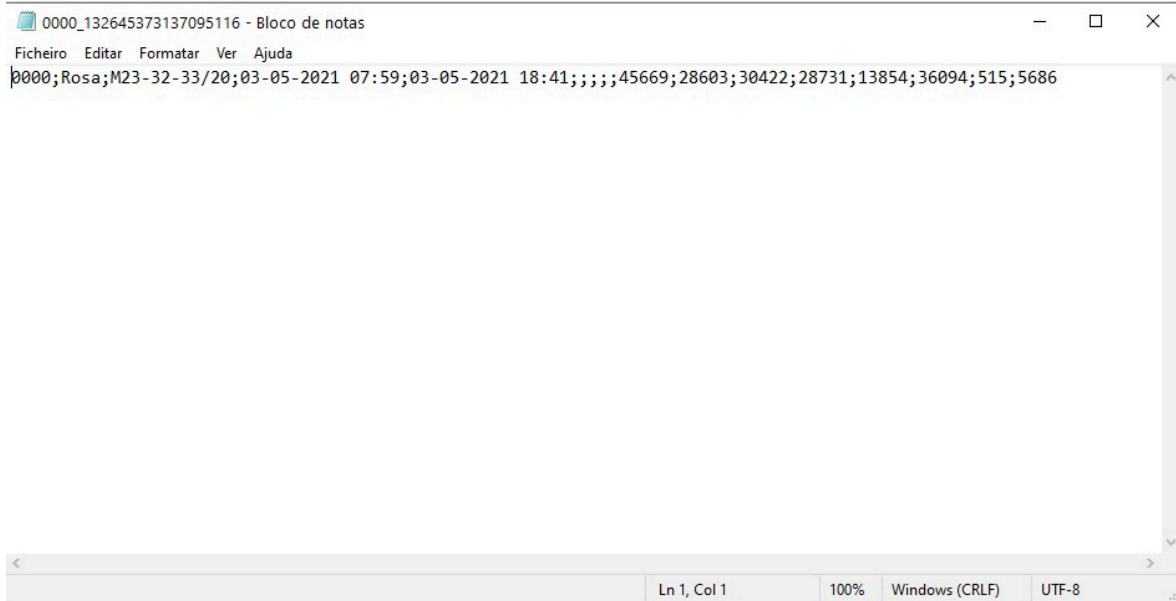 0000_132645373137095116 - Bloco de notas
Ficheiro Editar Formatar Ver Ajuda
0000;Rosa;M23-32-33/20;03-05-2021 07:59;03-05-2021 18:41;;;;;45669;28603;30422;28731;13854;36094;515;5686
Ln 1, Col 1 100% Windows (CRLF) UTF-8